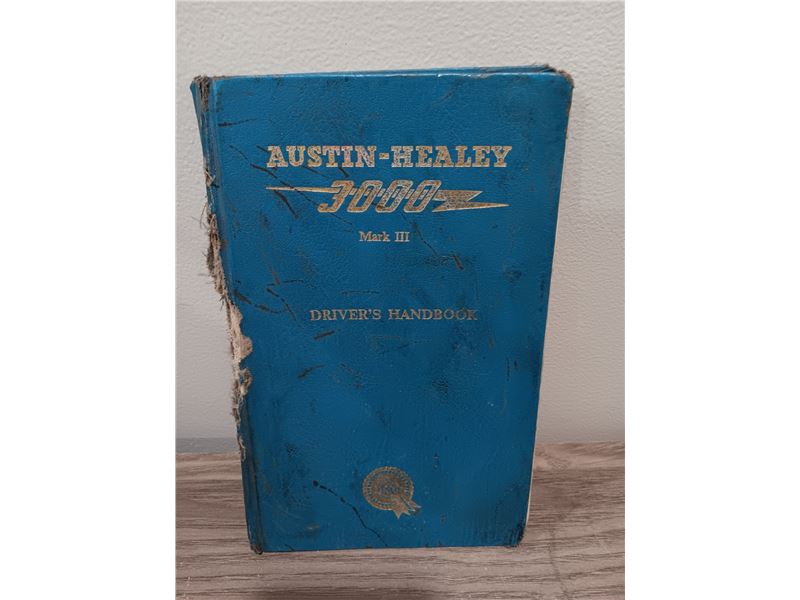 AUSTIN-HEALEY
3000
Mark III
DRIVER'S HANDBOOK